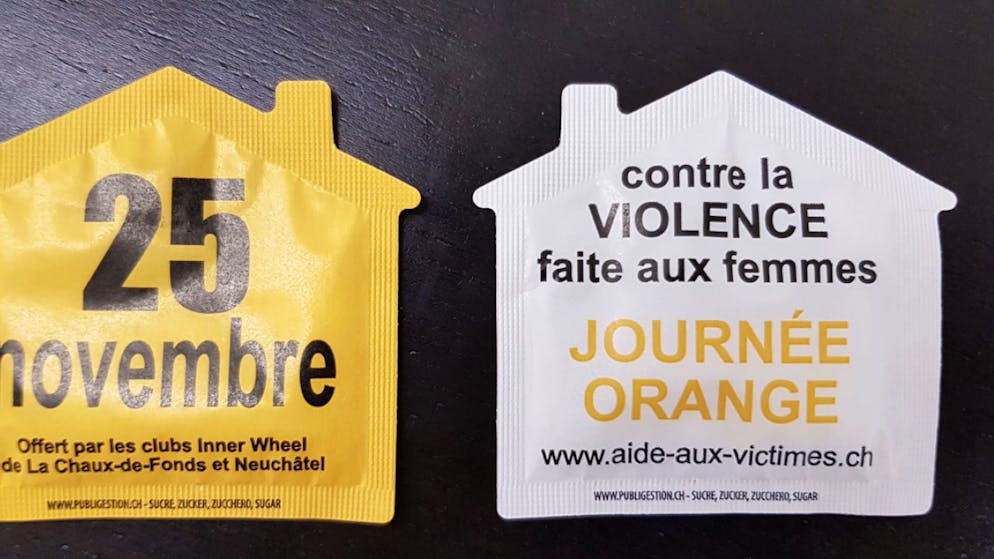 25
novembre
Offert par les clubs Inner Wheel
de La Chaux-de-Fonds et Neuchâtel
WWW.PUBLIGESTION.CH - SUCRE, ZUCKER, ZUCCHERO, SUGAR
contre la
VIOLENCE
faite aux femmes
JOURNÉE
ORANGE
www.aide-aux-victimes.ch
WWW.PUBLIGESTION.CH - SUCRE, ZUCKER, ZUCCHERO, SUGAR